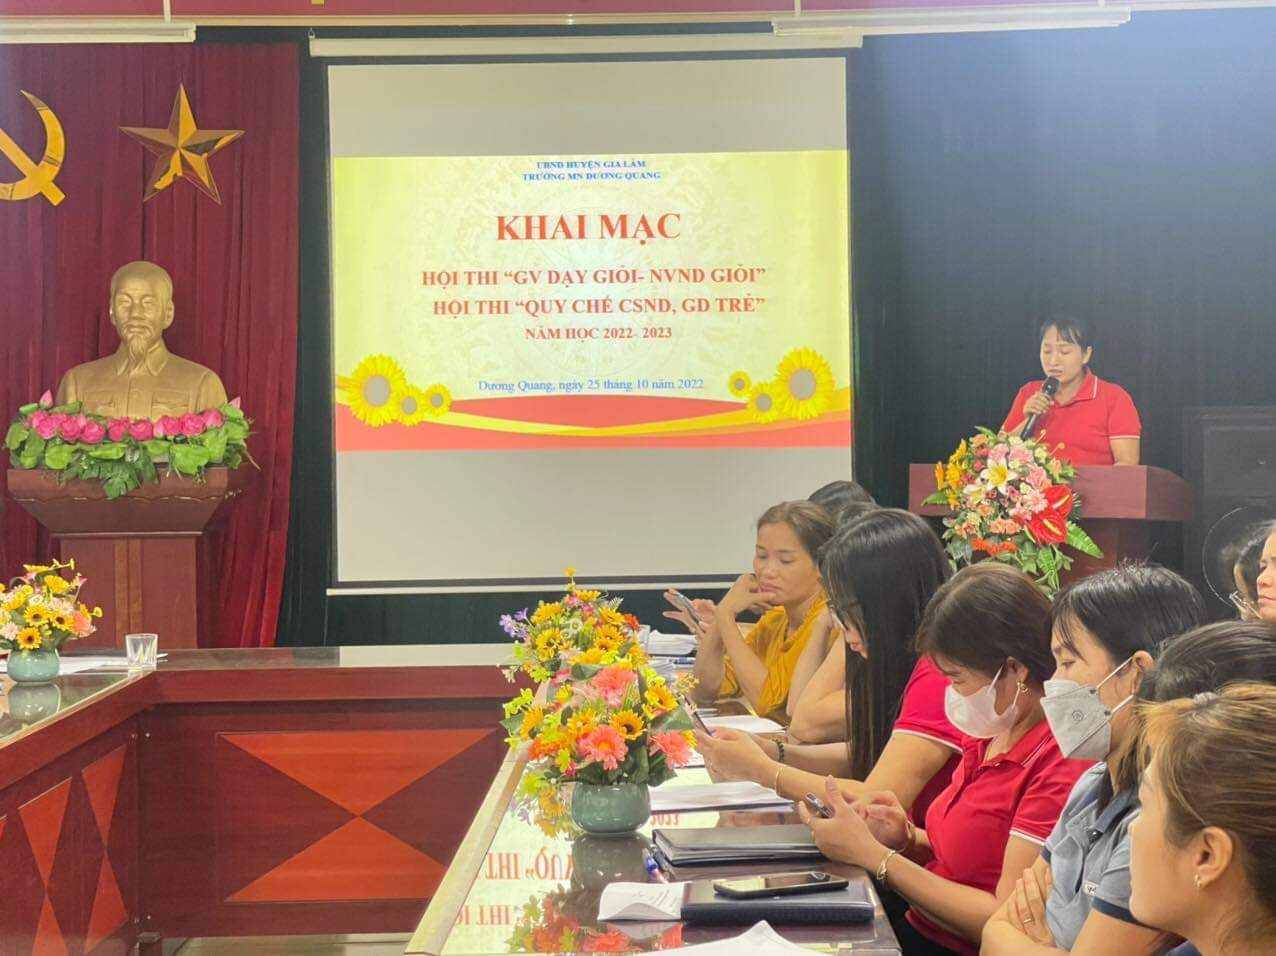 UBND HUYỆN GIA LÂM
TRƯỜNG MN DƯƠNG QUANG
KHAI MẠC
HỘI THI “GV DẠY GIỎI- NVND GIỎI”
HỘI THI “QUY CHẾ CSND, GD TRẺ”
NĂM HỌC 2022- 2023
Dương Quang, ngày 25 tháng 10 năm 2022